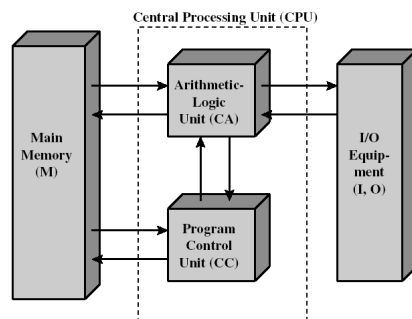 Central Processing Unit (CPU)
Main
Memory
(M)
Arithmetic-
Logic
Unit (CA)
Program
Control
Unit (CC)
I/O
Equip-
ment
(I, O)